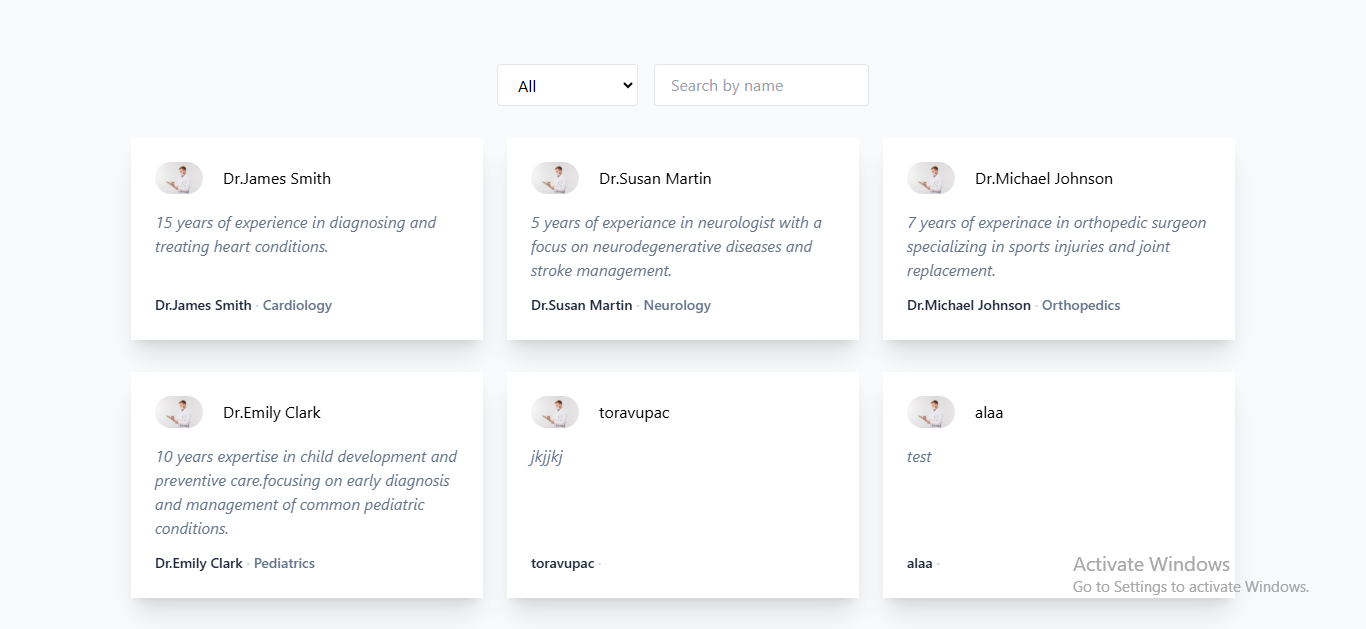 All
Search by name
Dr.James Smith
15 years of experience in diagnosing and
treating heart conditions.
Dr.James Smith · Cardiology
Dr.Susan Martin
5 years of experiance in neurologist with a
focus on neurodegenerative diseases and
stroke management.
Dr.Susan Martin · Neurology
Dr.Michael Johnson
7 years of experinace in orthopedic surgeon
specializing in sports injuries and joint
replacement.
Dr.Michael Johnson · Orthopedics
Dr.Emily Clark
10 years expertise in child development and
preventive care.focusing on early diagnosis
and management of common pediatric
conditions.
Dr.Emily Clark · Pediatrics
toravupac
jkjjkj
toravupac ·
alaa
test
alaa ·
Activate Windows
Go to Settings to activate Windows.